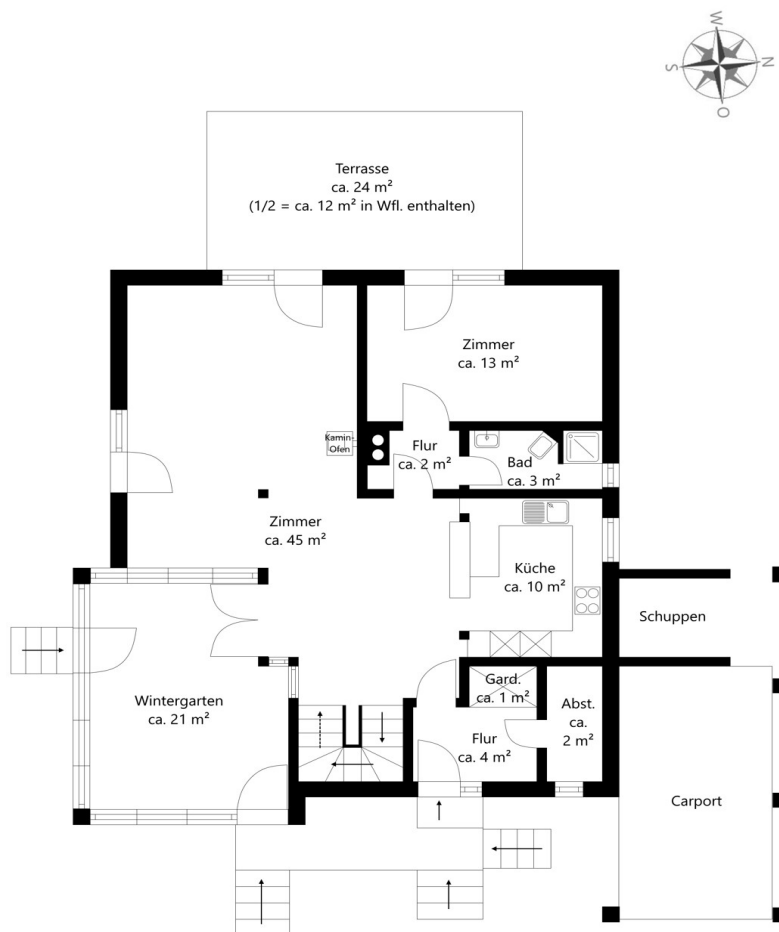 W
S
N
O
Terrasse
ca. 24 m²
(1/2 = ca. 12 m² in Wfl. enthalten)
Zimmer
ca. 13 m²
Kamin-
Ofen
Flur
ca. 2 m²
Bad
ca. 3 m²
Zimmer
ca. 45 m²
Küche
ca. 10 m²
Schuppen
Wintergarten
ca. 21 m²
Gard.
ca. 1 m²
Abst.
ca.
2 m²
Flur
ca. 4 m²
Carport